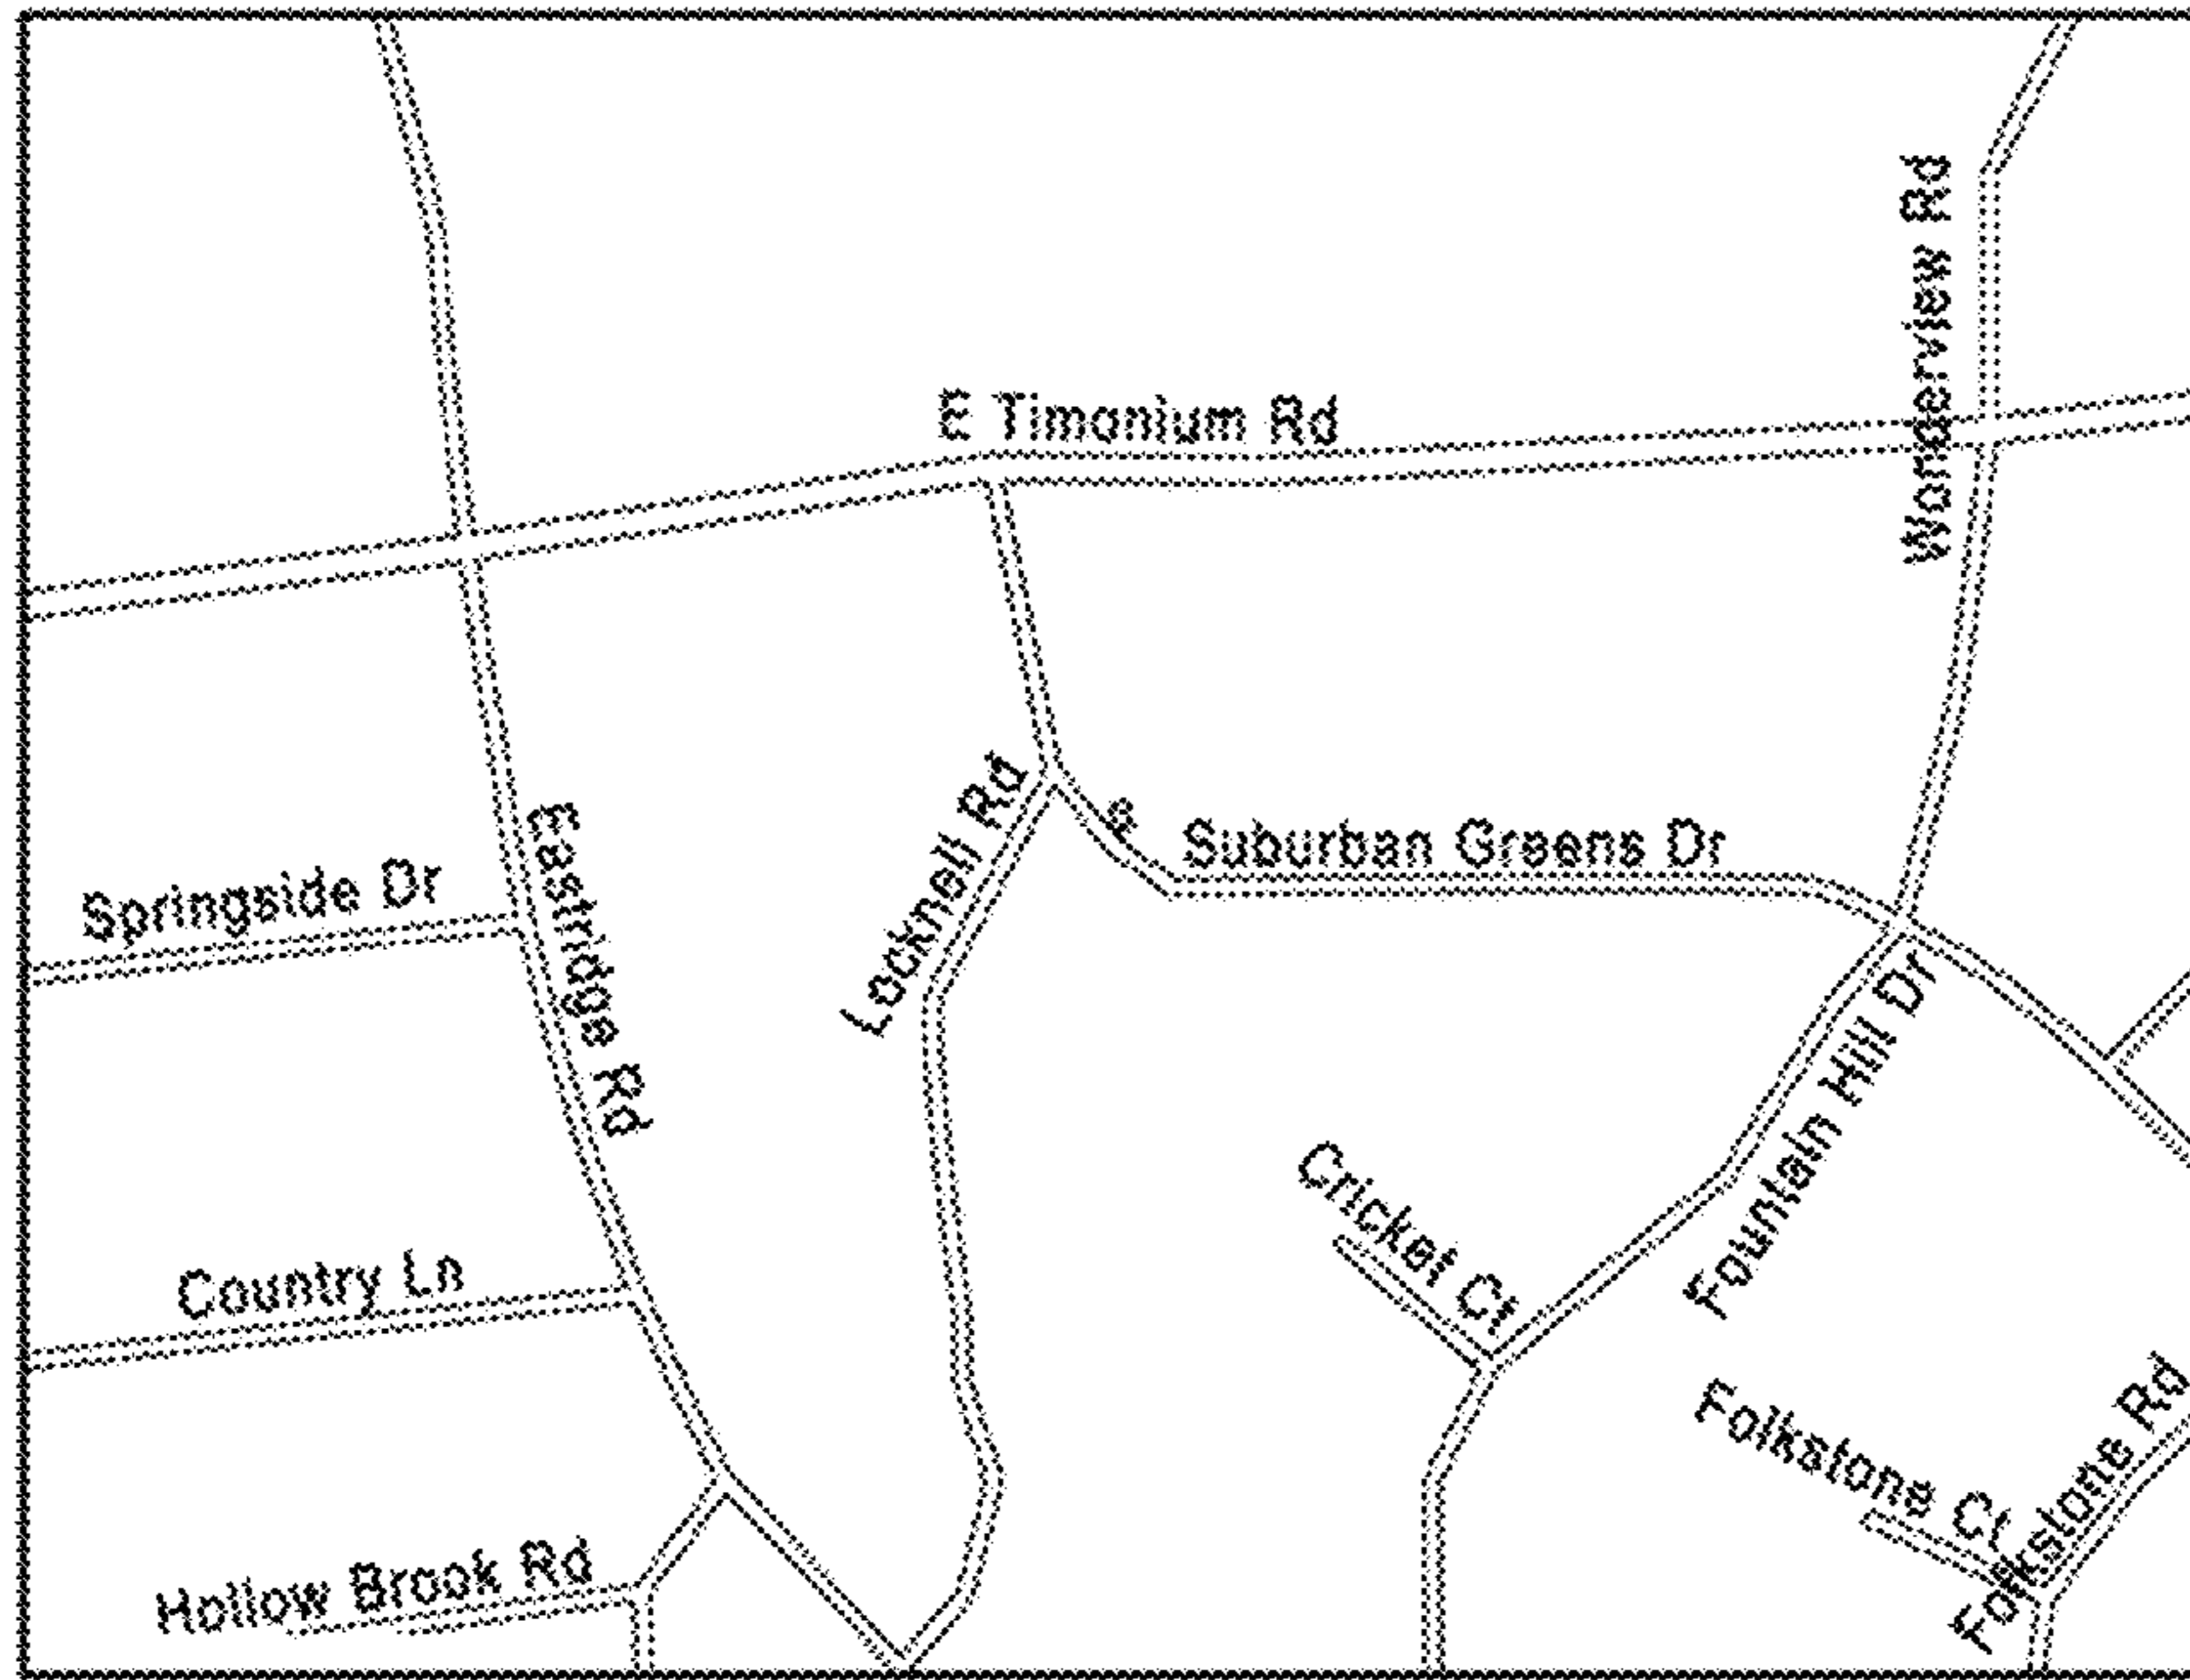 Wonderview Rd
E Timonium Rd
Locknell Rd
Suburban Greens Dr
Springside Dr
Eastridge Rd
Fountain Hill Dr
Cricket Ct
Country Ln
Folkstone Ct
Folkstone Rd
Hollow Brook Rd